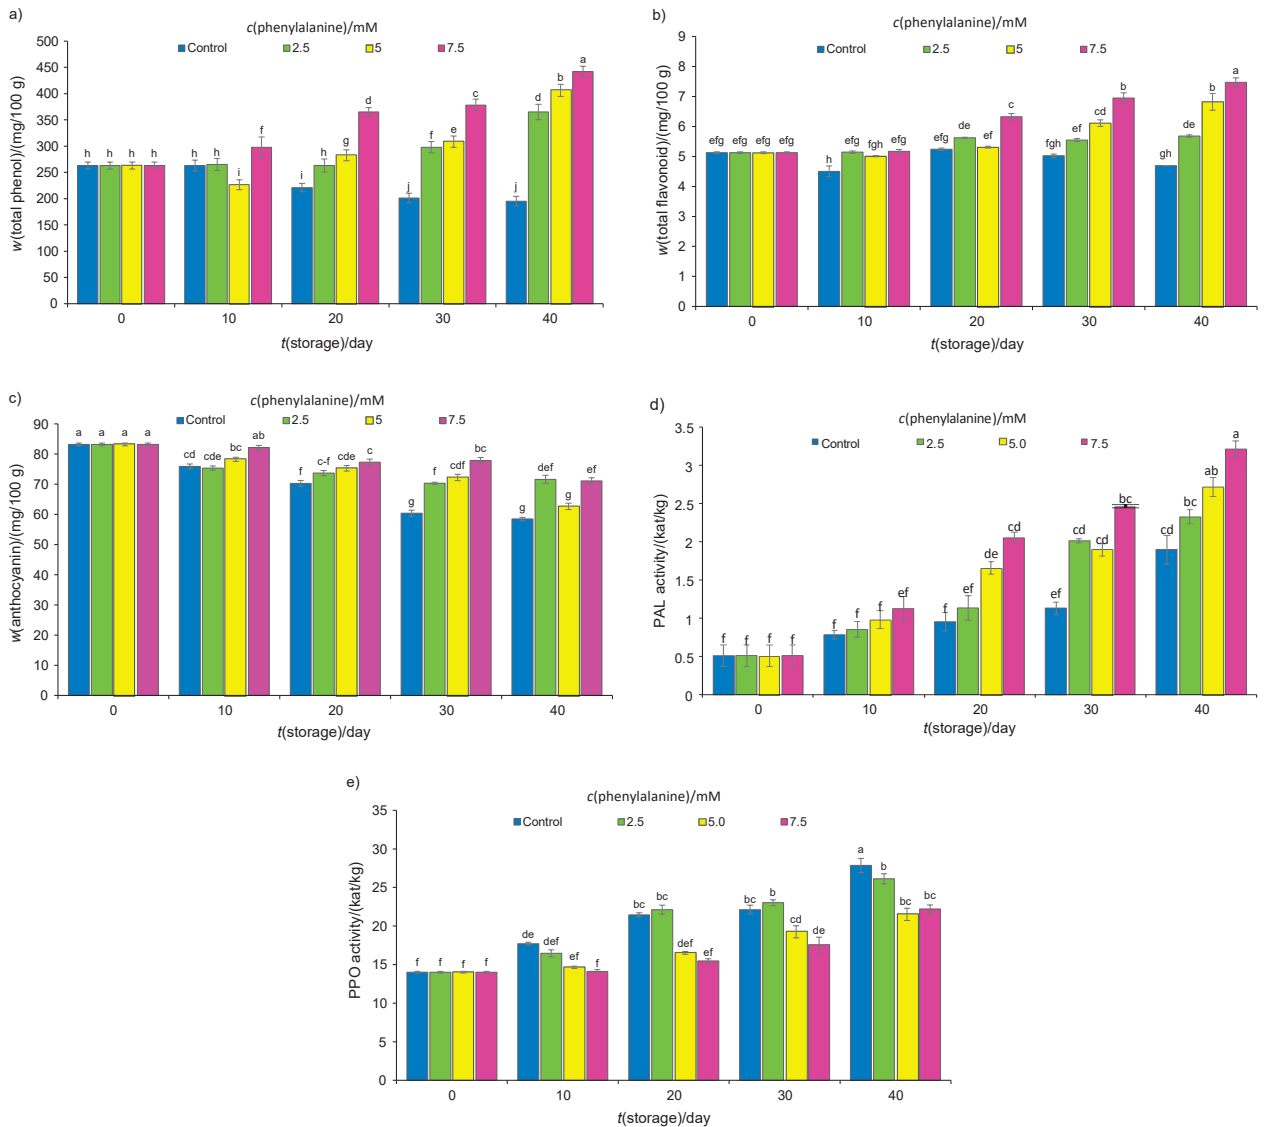 a)
c(phenylalanine)/mM
Control 2.5 5 7.5
w(total phenol)/(mg/100 g)
500
450
400
350
300
250
200
150
100
50
0
h h h h
h h i f
i h g d
j f e c
j d b a
0 10 20 30 40
t(storage)/day
b)
c(phenylalanine)/mM
Control 2.5 5 7.5
w(total flavonoid)/(mg/100 g)
9
8
7
6
5
4
3
2
1
0
efg efg efg efg
h efg fgh efg
efg de ef c
fgh ef cd b
gh de b a
0 10 20 30 40
t(storage)/day
c)
c(phenylalanine)/mM
Control 2.5 5 7.5
w(anthocyanin)/(mg/100 g)
90
80
70
60
50
40
30
20
10
0
a a a a
cd cde bc ab
f c-f cde c
g f cdf bc
g def g ef
0 10 20 30 40
t(storage)/day
d)
c(phenylalanine)/mM
Control 2.5 5.0 7.5
PAL activity/(kat/kg)
3.5
3
2.5
2
1.5
1
0.5
0
f f f f
f f f ef
f ef de cd
ef cd cd bc
cd bc ab a
0 10 20 30 40
t(storage)/day
e)
c(phenylalanine)/mM
Control 2.5 5.0 7.5
PPO activity/(kat/kg)
35
30
25
20
15
10
5
0
f f f f
de def ef f
bc bc def ef
bc b cd de
a b bc bc
0 10 20 30 40
t(storage)/day